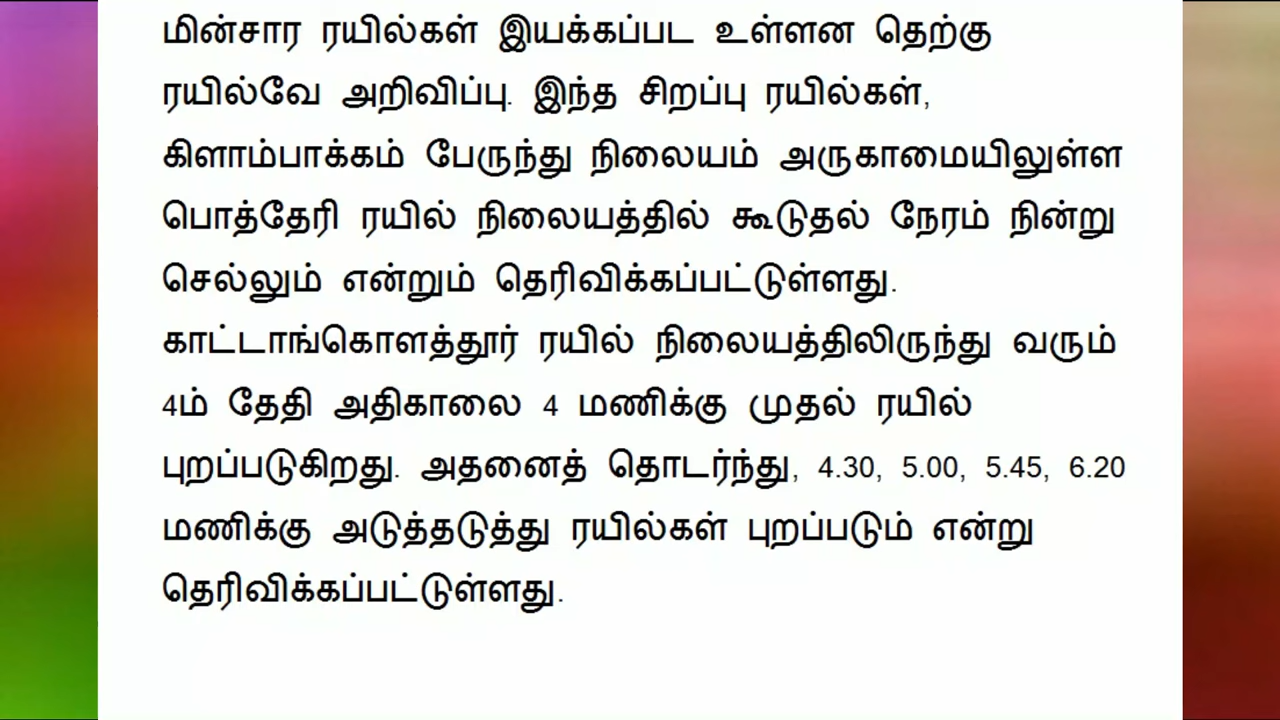 மின்சார ரயில்கள் இயக்கப்பட உள்ளன தெற்கு
ரயில்வே அறிவிப்பு. இந்த சிறப்பு ரயில்கள்,
கிளாம்பாக்கம் பேருந்து நிலையம் அருகாமையிலுள்ள
பொத்தேரி ரயில் நிலையத்தில் கூடுதல் நேரம் நின்று
செல்லும் என்றும் தெரிவிக்கப்பட்டுள்ளது.
காட்டாங்கொளத்தூர் ரயில் நிலையத்திலிருந்து வரும்
4ம் தேதி அதிகாலை 4 மணிக்கு முதல் ரயில்
புறப்படுகிறது. அதனைத் தொடர்ந்து, 4.30, 5.00, 5.45, 6.20
மணிக்கு அடுத்தடுத்து ரயில்கள் புறப்படும் என்று
தெரிவிக்கப்பட்டுள்ளது.